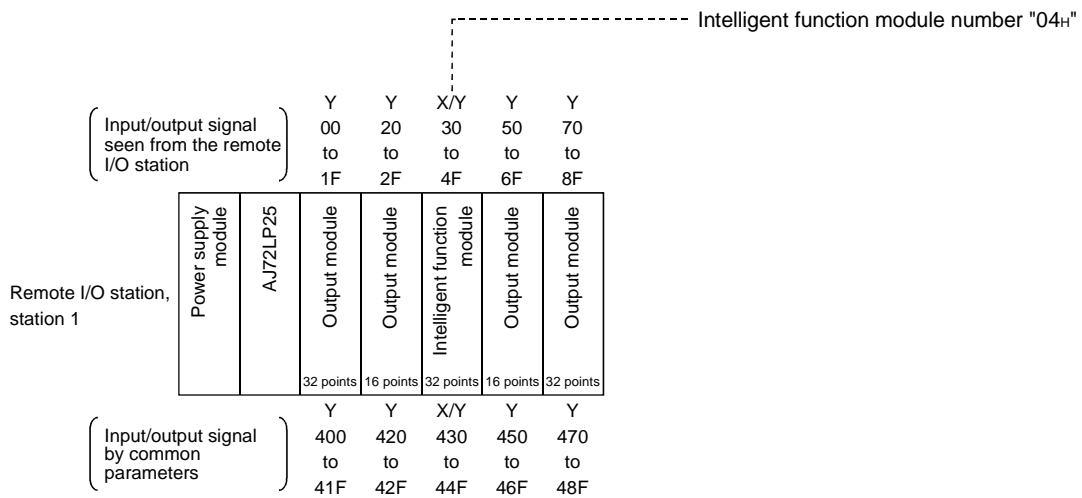 Intelligent function module number "04H"
Y Y X/Y Y Y
Input/output signal
seen from the remote
I/O station
00 20 30 50 70
to to to to to
1F 2F 4F 6F 8F
Remote I/O station,
station 1
Power supply
module
AJ72LP25
Output module
Output module
Intelligent function
module
Output module
Output module
32 points 16 points 32 points 16 points 32 points
Y Y X/Y Y Y
Input/output signal
by common
parameters
400 420 430 450 470
to to to to to
41F 42F 44F 46F 48F